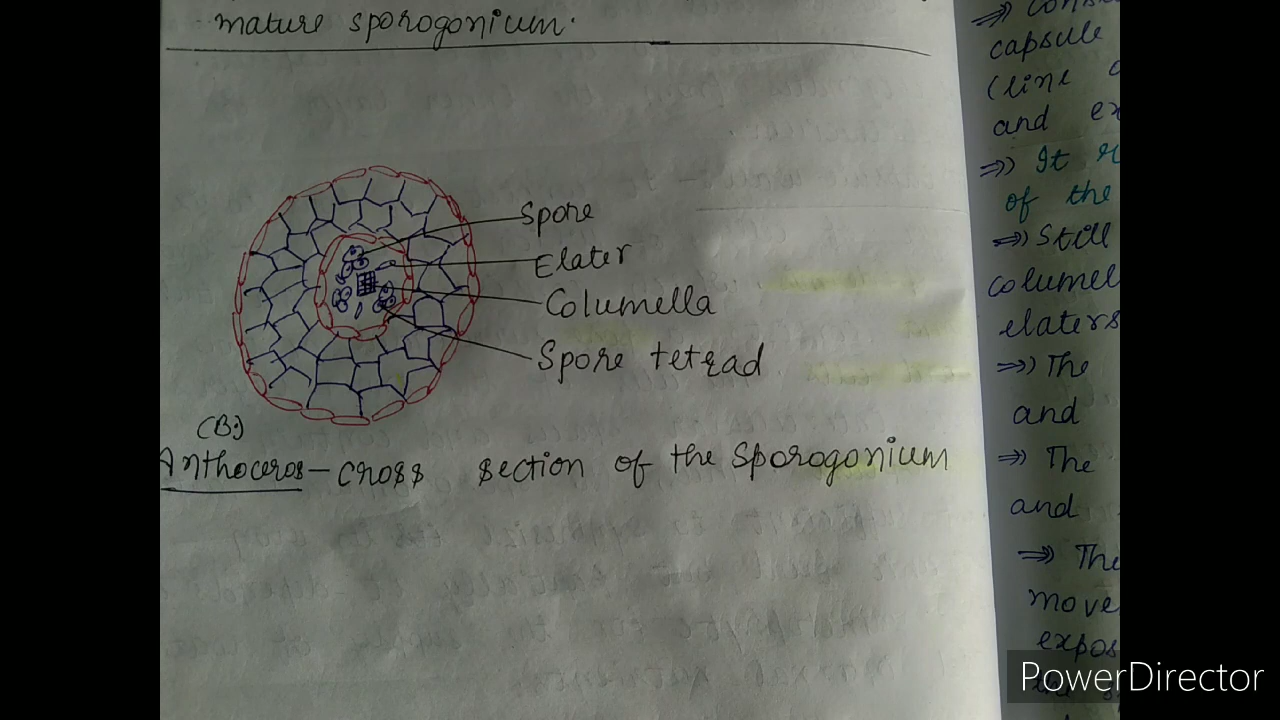 mature sporogonium.
Spore
Elater
Columella
Spore tetrad
(B.)
Anthoceros - cross section of the Sporogonium
capsule
(line
and
⇒) It
of the
⇒) Still
columel
elaters
⇒) The
and
⇒) The
and
⇒) The
move
expos
PowerDirector